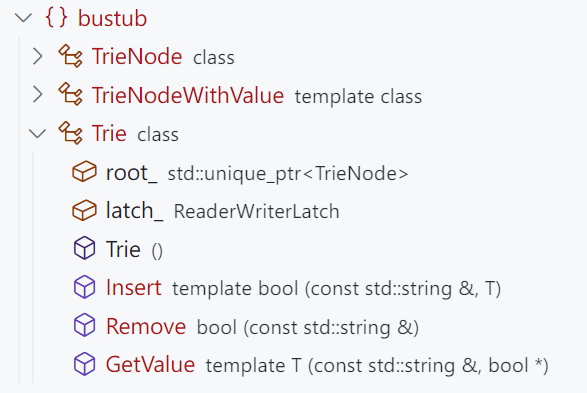 {} bustub
TrieNode class
TrieNodeWithValue template class
Trie class
root_ std::unique_ptr<TrieNode>
latch_ ReaderWriterLatch
Trie ()
Insert template bool (const std::string &, T)
Remove bool (const std::string &)
GetValue template T (const std::string &, bool *)